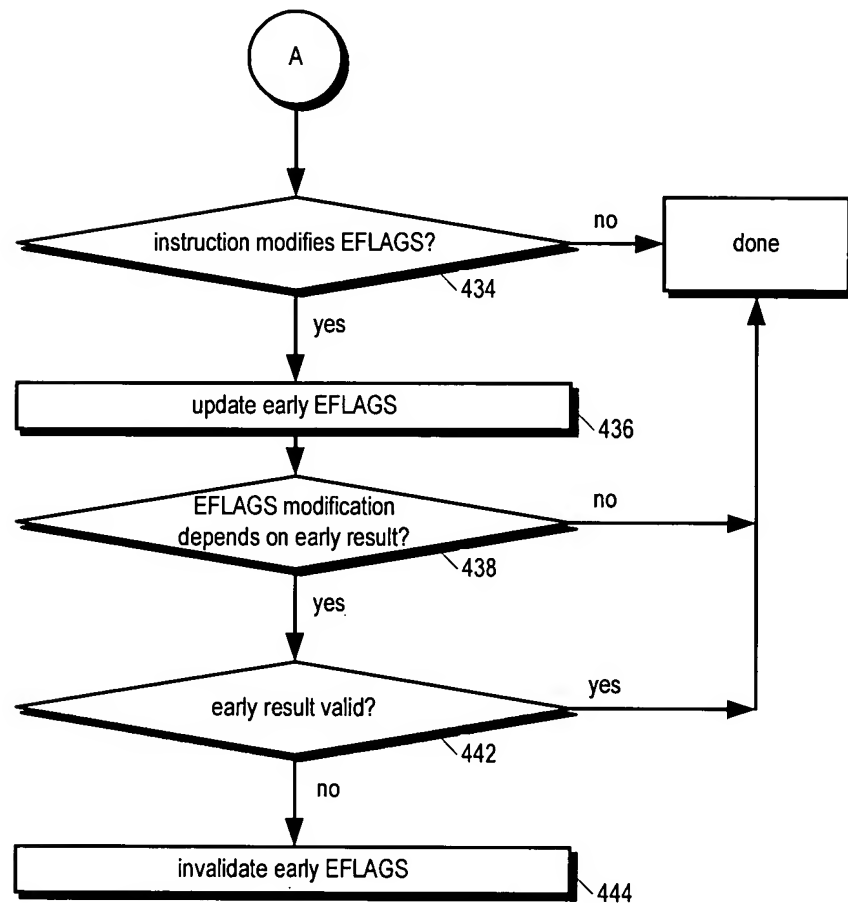 A
instruction modifies EFLAGS?
no
done
434
yes
update early EFLAGS
436
EFLAGS modification
depends on early result?
no
438
yes
early result valid?
yes
442
no
invalidate early EFLAGS
444